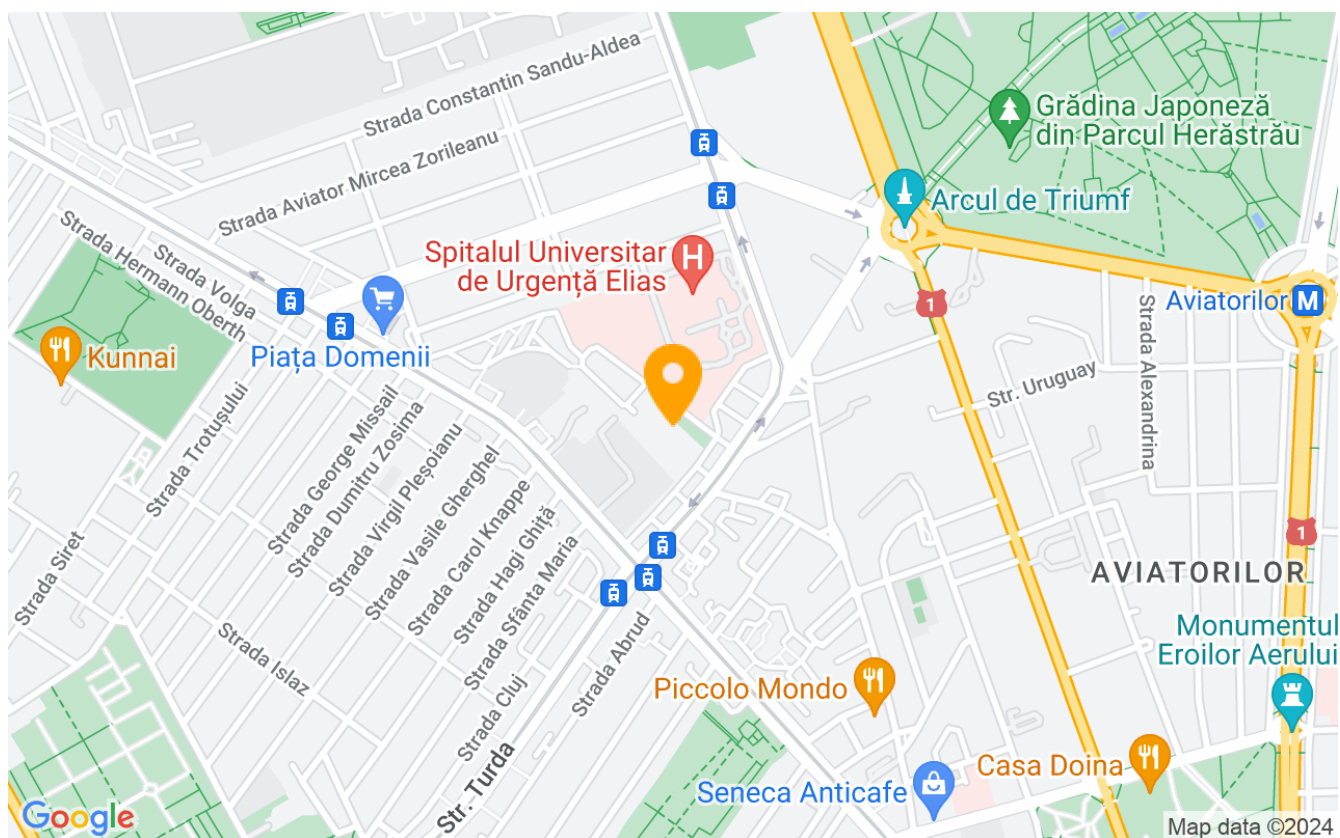 Strada Constantin Sandu-Aldea
Strada Aviator Mircea Zorileanu
Grădina Japoneză
din Parcul Herăstrău
Arcul de Triumf
Strada Volga
Strada Hermann Oberth
Spitalul Universitar
de Urgență Elias
H
1
Aviatorilor
M
Kunnai
Piața Domenii
Strada Alexandrina
Str. Uruguay
Strada Trotușului
Strada George Missail
Strada Dumitru Zosima
Strada Virgil Pleșoianu
Strada Vasile Gherghel
Strada Carol Knappe
Strada Hagi Ghiță
Strada Sfânta Maria
Strada Siret
1
AVIATORILOR
Strada Islaz
Strada Abrud
Strada Cluj
Str. Turda
Monumentul
Eroilor Aerului
Piccolo Mondo
Casa Doina
Seneca Anticafe
Google
Map data ©2024